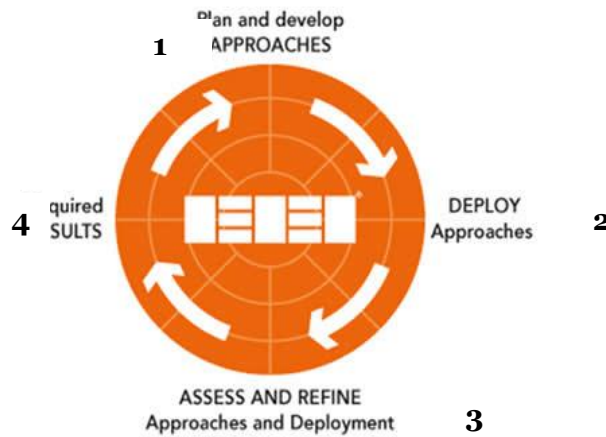 Plan and develop
1
APPROACHES
quired
SULTS
4
DEPLOY
Approaches
2
ASSESS AND REFINE
Approaches and Deployment
3